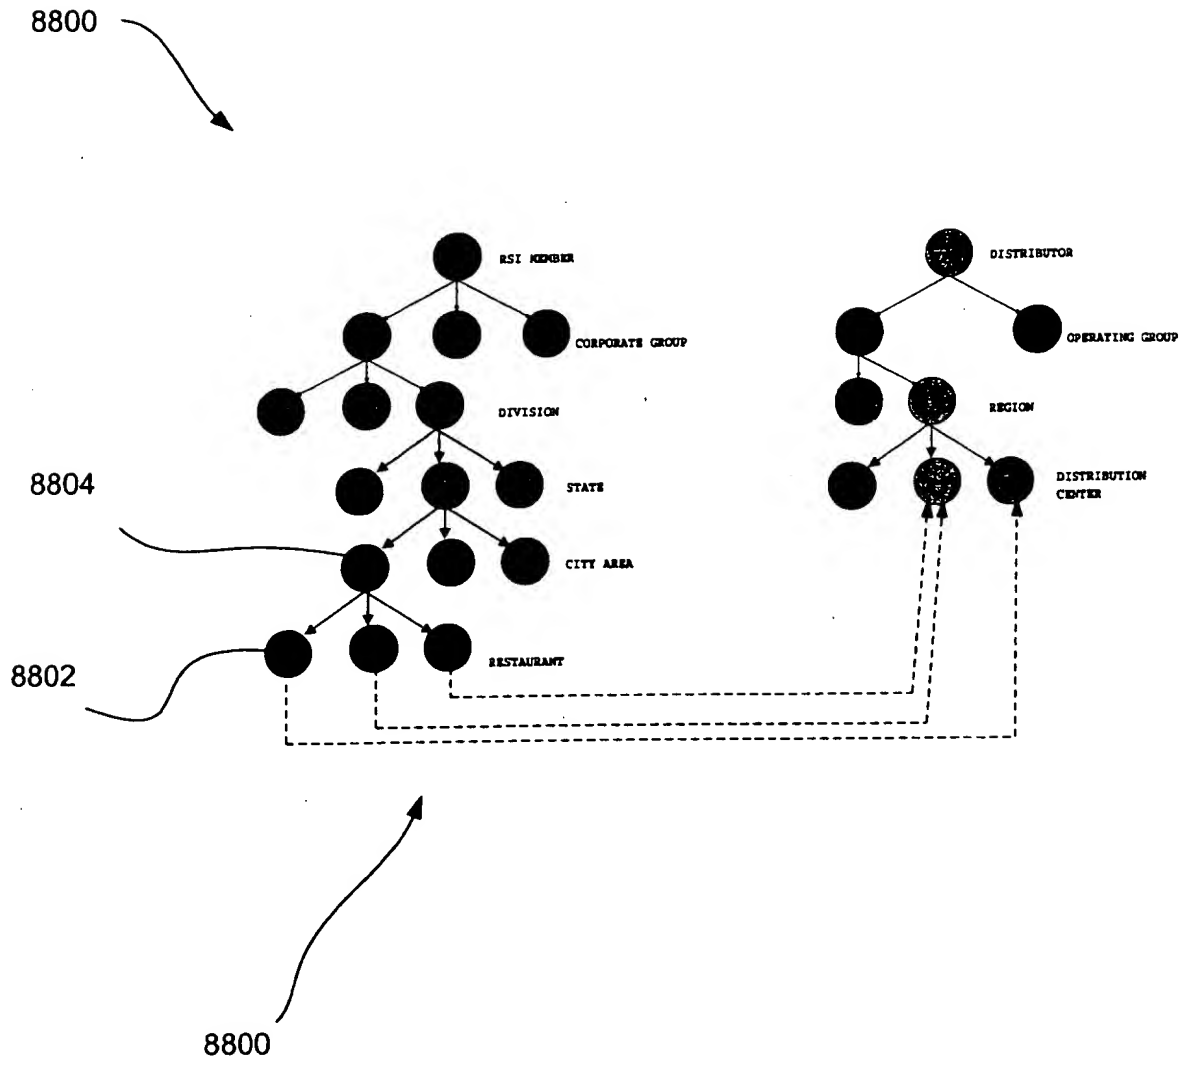 8800
RSI MEMBER
DISTRIBUTOR
CORPORATE GROUP
OPERATING GROUP
DIVISION
REGION
8804
STATE
DISTRIBUTION
CENTER
CITY AREA
8802
RESTAURANT
8800